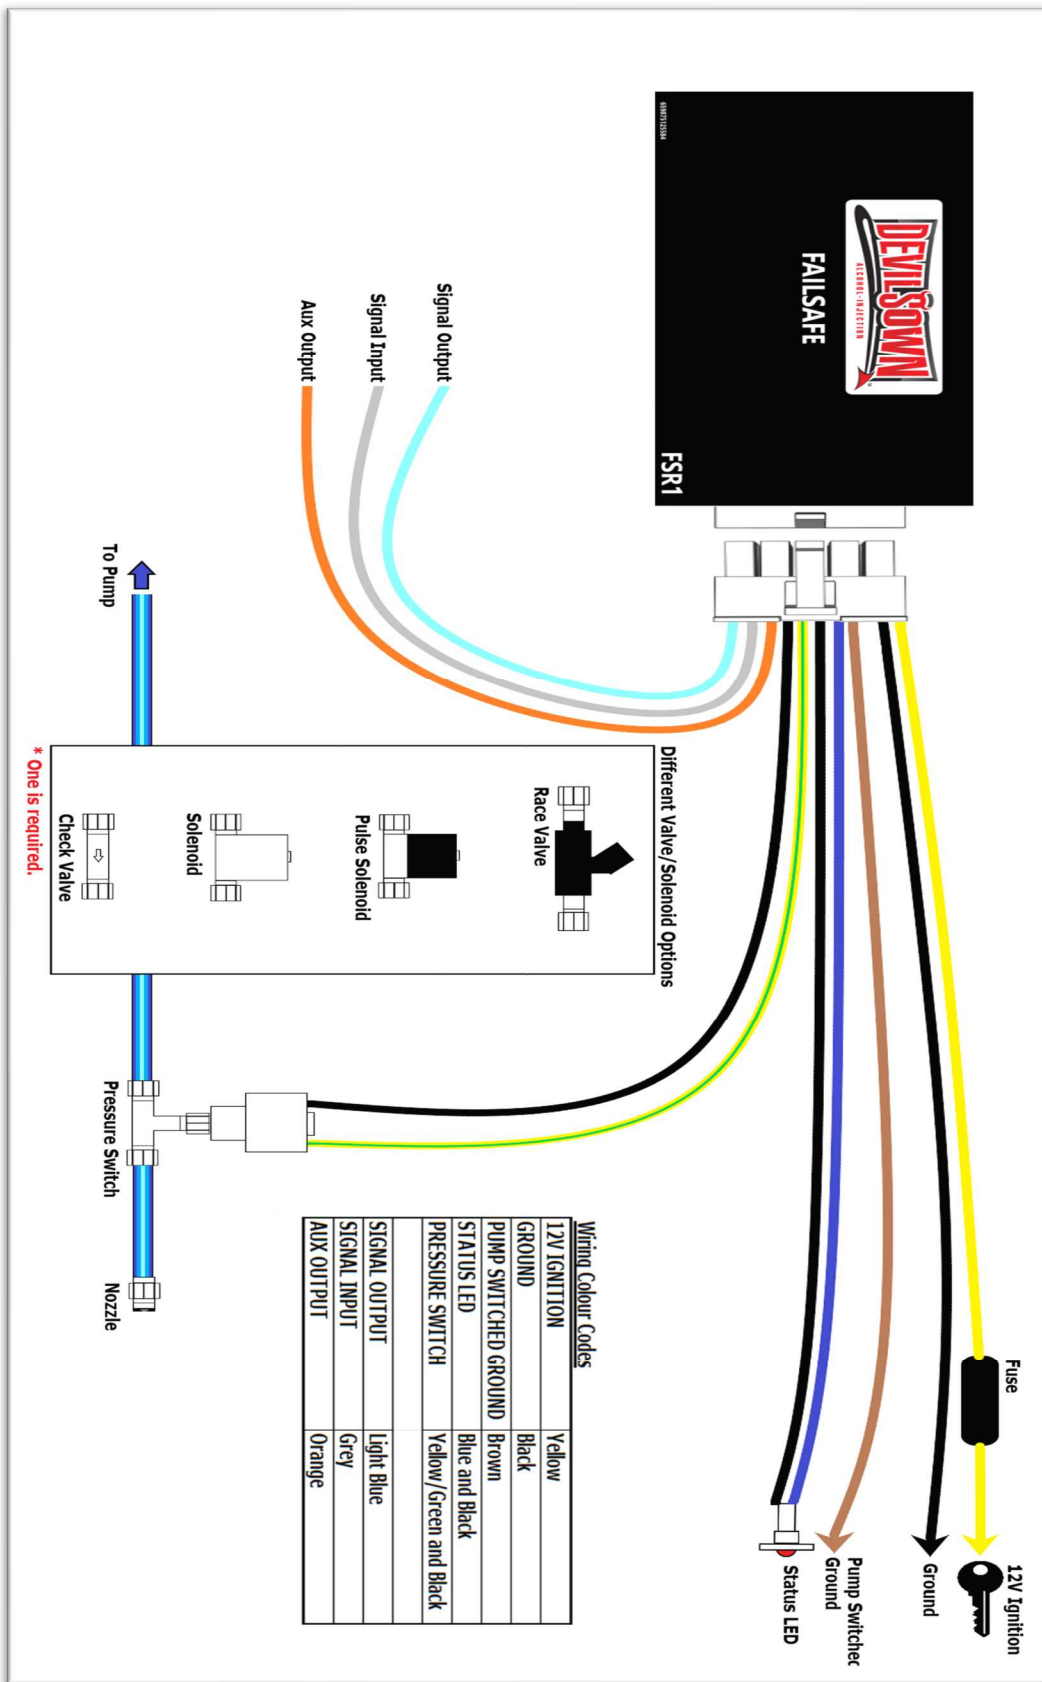 DEVILSOWN
ALCOHOL-INJECTION
FAILSAFE
FSR1
659875125584
Fuse
12V Ignition
Ground
Pump Switchec
Ground
Status LED
Signal Output
Signal Input
Aux Output
Different Valve/Solenoid Options
Race Valve
Pulse Solenoid
Solenoid
Check Valve
* One is required.
To Pump
Pressure Switch
Nozzle
Wiring Colour Codes
12V IGNITION Yellow
GROUND Black
PUMP SWITCHED GROUND Brown
STATUS LED Blue and Black
PRESSURE SWITCH Yellow/Green and Black
SIGNAL OUTPUT Light Blue
SIGNAL INPUT Grey
AUX OUTPUT Orange